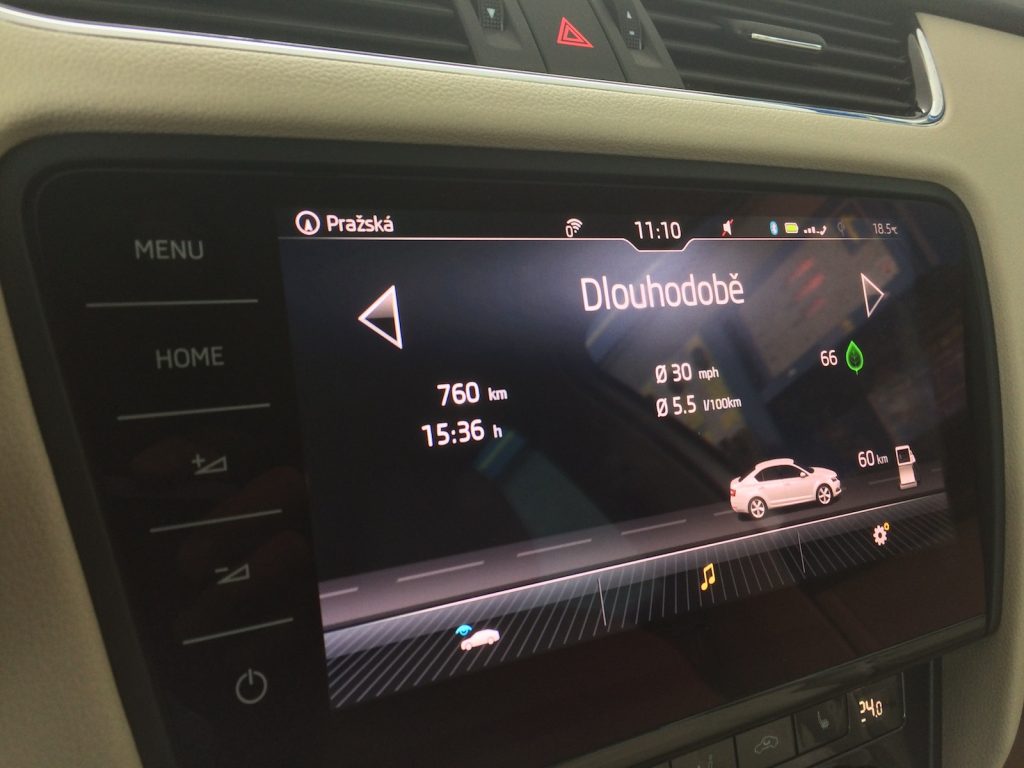 Pražská
11:10
18.5°C
MENU
Dlouhodobě
HOME
66
760 km
Ø 30 mph
15:36 h
Ø 5.5 l/100km
60 km
24.0